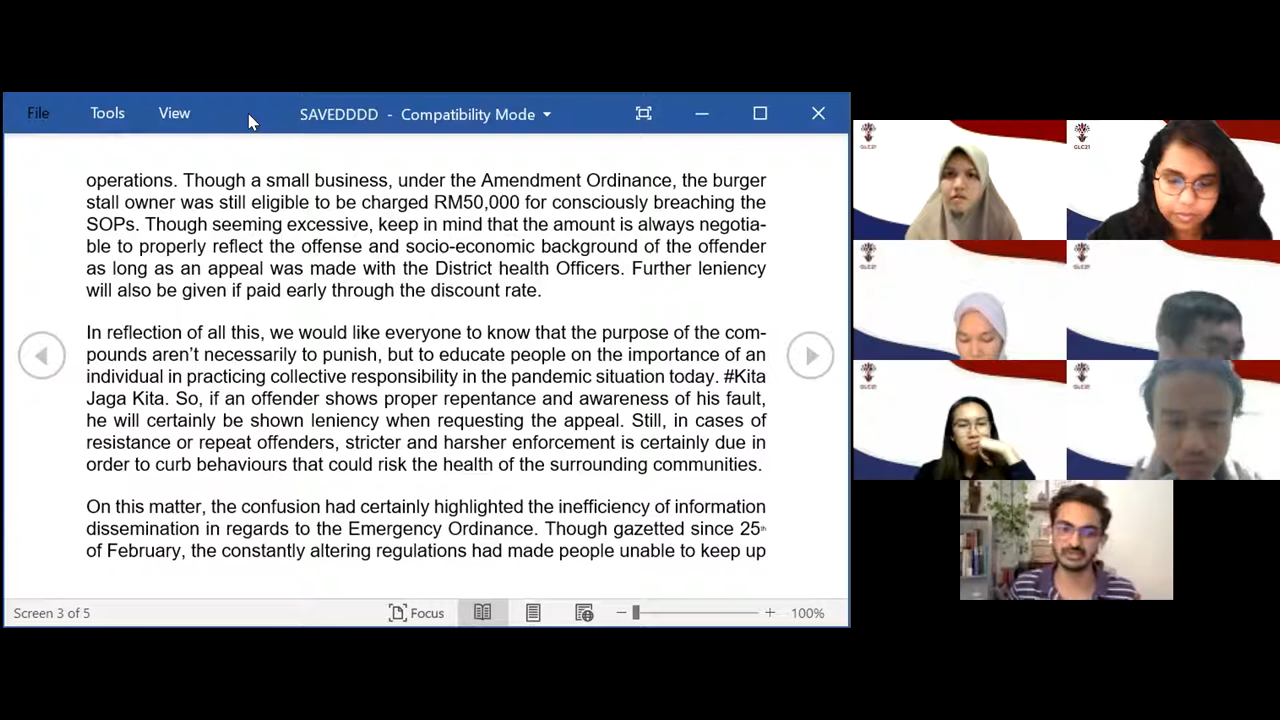 File Tools View SAVEDDDD - Compatibility Mode
operations. Though a small business, under the Amendment Ordinance, the burger
stall owner was still eligible to be charged RM50,000 for consciously breaching the
SOPs. Though seeming excessive, keep in mind that the amount is always negotia-
ble to properly reflect the offense and socio-economic background of the offender
as long as an appeal was made with the District health Officers. Further leniency
will also be given if paid early through the discount rate.
In reflection of all this, we would like everyone to know that the purpose of the com-
pounds aren't necessarily to punish, but to educate people on the importance of an
individual in practicing collective responsibility in the pandemic situation today. #Kita
Jaga Kita. So, if an offender shows proper repentance and awareness of his fault,
he will certainly be shown leniency when requesting the appeal. Still, in cases of
resistance or repeat offenders, stricter and harsher enforcement is certainly due in
order to curb behaviours that could risk the health of the surrounding communities.
On this matter, the confusion had certainly highlighted the inefficiency of information
dissemination in regards to the Emergency Ordinance. Though gazetted since 25th
of February, the constantly altering regulations had made people unable to keep up
Screen 3 of 5 Focus 100%
GLC21
GLC21
GLC21
GLC21
GLC21
GLC21